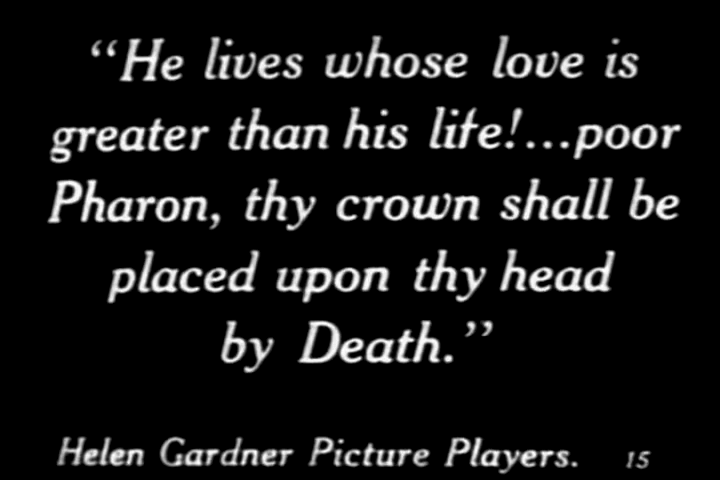 “He lives whose love is
greater than his life!...poor
Pharon, thy crown shall be
placed upon thy head
by Death.”
Helen Gardner Picture Players. 15